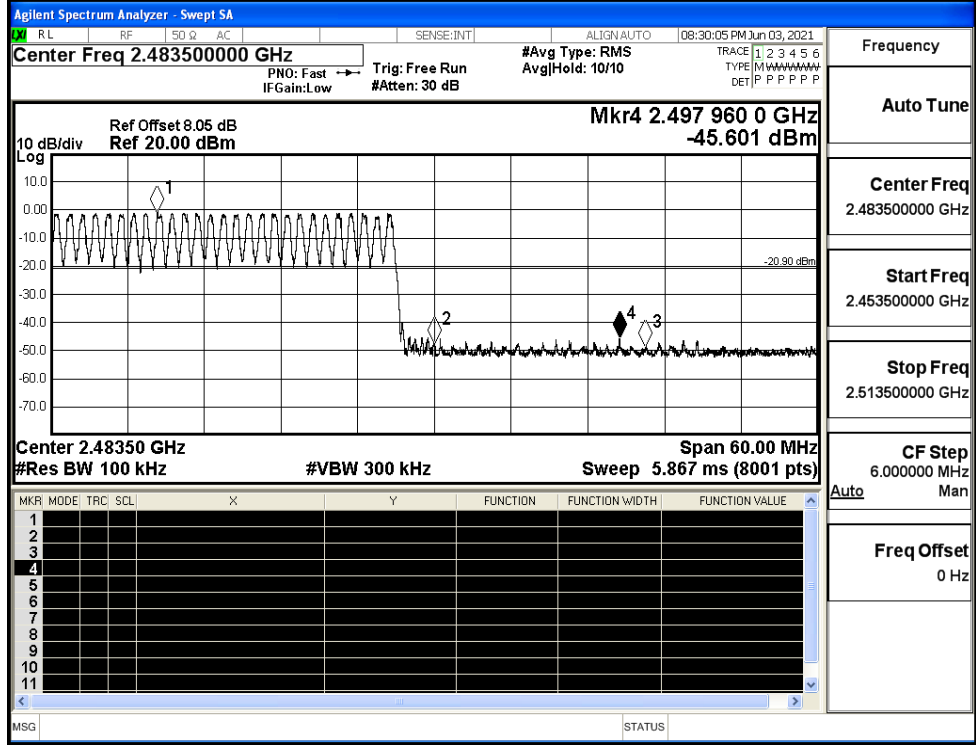 Agilent Spectrum Analyzer - Swept SA
LXI RL RF 50 Ω AC SENSE:INT ALIGNAUTO 08:30:05 PM Jun 03, 2021
Center Freq 2.483500000 GHz
PNO: Fast
IFGain:Low
Trig: Free Run
#Atten: 30 dB
#Avg Type: RMS
Avg|Hold: 10/10
TRACE 1 2 3 4 5 6
TYPE M
DET P P P P P P
Frequency
Mkr4 2.497 960 0 GHz
-45.601 dBm
Ref Offset 8.05 dB
10 dB/div Ref 20.00 dBm
Log
10.0
0.00
-10.0
-20.0
-30.0
-40.0
-50.0
-60.0
-70.0
1
2
4
3
-20.90 dBm
Center 2.48350 GHz Span 60.00 MHz
#Res BW 100 kHz #VBW 300 kHz Sweep 5.867 ms (8001 pts)
MKR MODE TRC SCL X Y FUNCTION FUNCTION WIDTH FUNCTION VALUE
1
2
3
4
5
6
7
8
9
10
11
MSG STATUS
Auto Tune
Center Freq
2.483500000 GHz
Start Freq
2.453500000 GHz
Stop Freq
2.513500000 GHz
CF Step
6.000000 MHz
Auto Man
Freq Offset
0 Hz